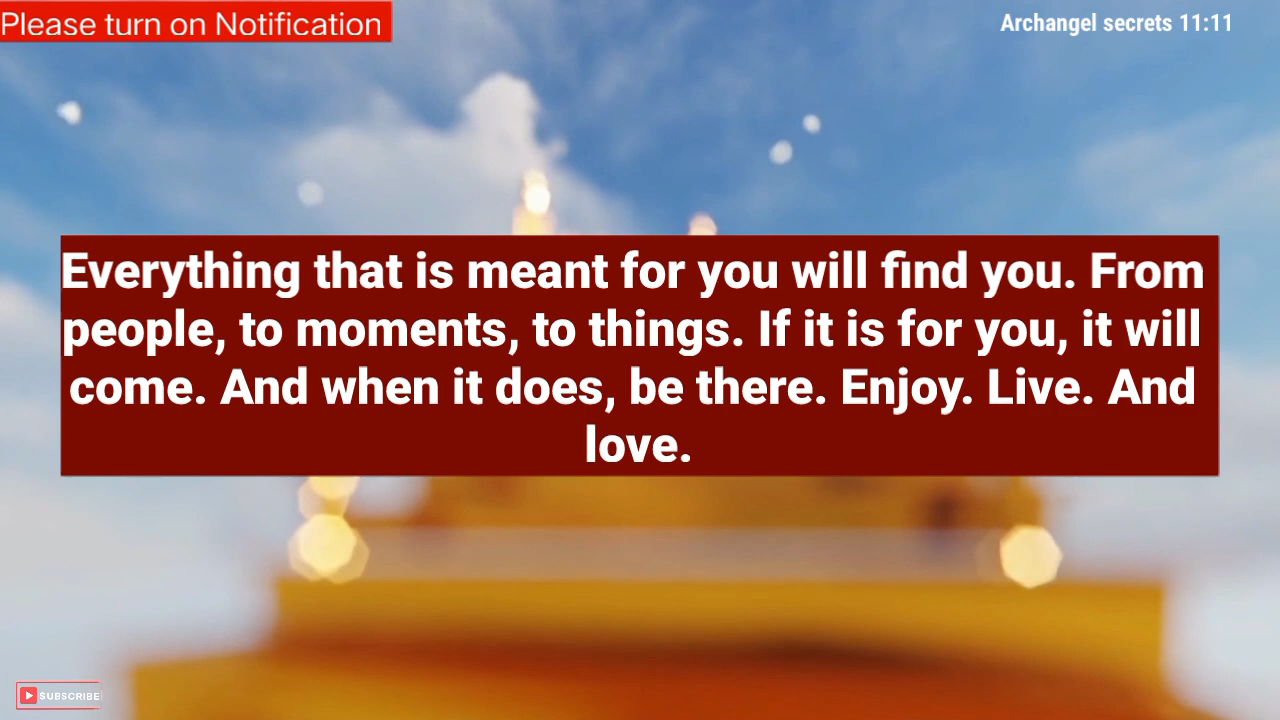 Please turn on Notification
Archangel secrets 11:11
Everything that is meant for you will find you. From
people, to moments, to things. If it is for you, it will
come. And when it does, be there. Enjoy. Live. And
love.
SUBSCRIBE